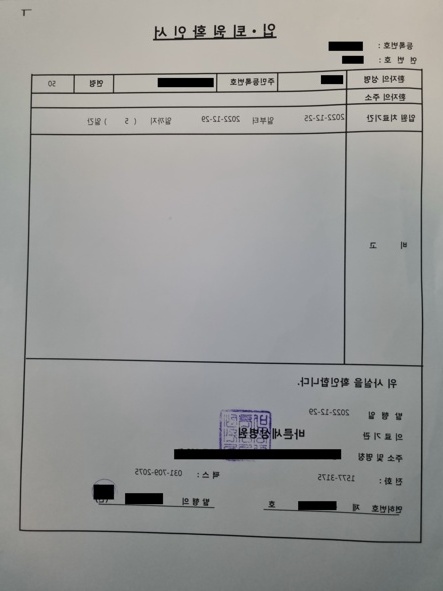 입 · 퇴 원 확 인 서
등록번호 :
연 번 호 :
환자의 성명 주민등록번호 연령 50
환자의 주소
입원 치료기간 2022-12-25 일부터 2022-12-29 일까지 ( 5 ) 일간
비 고
위 사실을 확인합니다.
발 행 일 2022-12-29
의 료 기 관 바른세상병원
주소 및 명칭
전 화 : 1577-3175 팩 스 : 031-709-2075
면허번호 제 호 발 행 의